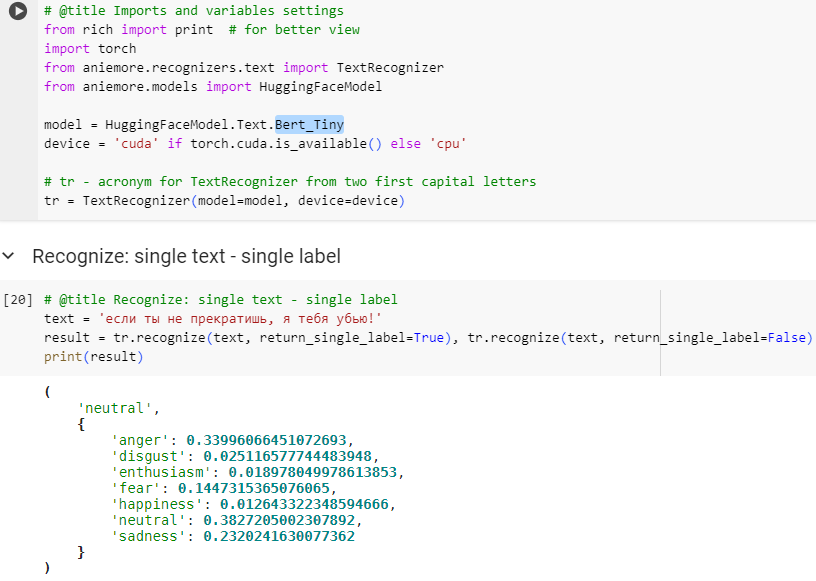 # @title Imports and variables settings
from rich import print  # for better view
import torch
from aniemore.recognizers.text import TextRecognizer
from aniemore.models import HuggingFaceModel
model = HuggingFaceModel.Text.Bert_Tiny
device = 'cuda' if torch.cuda.is_available() else 'cpu'
# tr - acronym for TextRecognizer from two first capital letters
tr = TextRecognizer(model=model, device=device)
Recognize: single text - single label
[20] # @title Recognize: single text - single label
text = 'если ты не прекратишь, я тебя убью!'
result = tr.recognize(text, return_single_label=True), tr.recognize(text, return_single_label=False)
print(result)
(
'neutral',
{
'anger': 0.33996066451072693,
'disgust': 0.025116577744483948,
'enthusiasm': 0.018978049978613853,
'fear': 0.1447315365076065,
'happiness': 0.012643322348594666,
'neutral': 0.3827205002307892,
'sadness': 0.2320241630077362
}
)